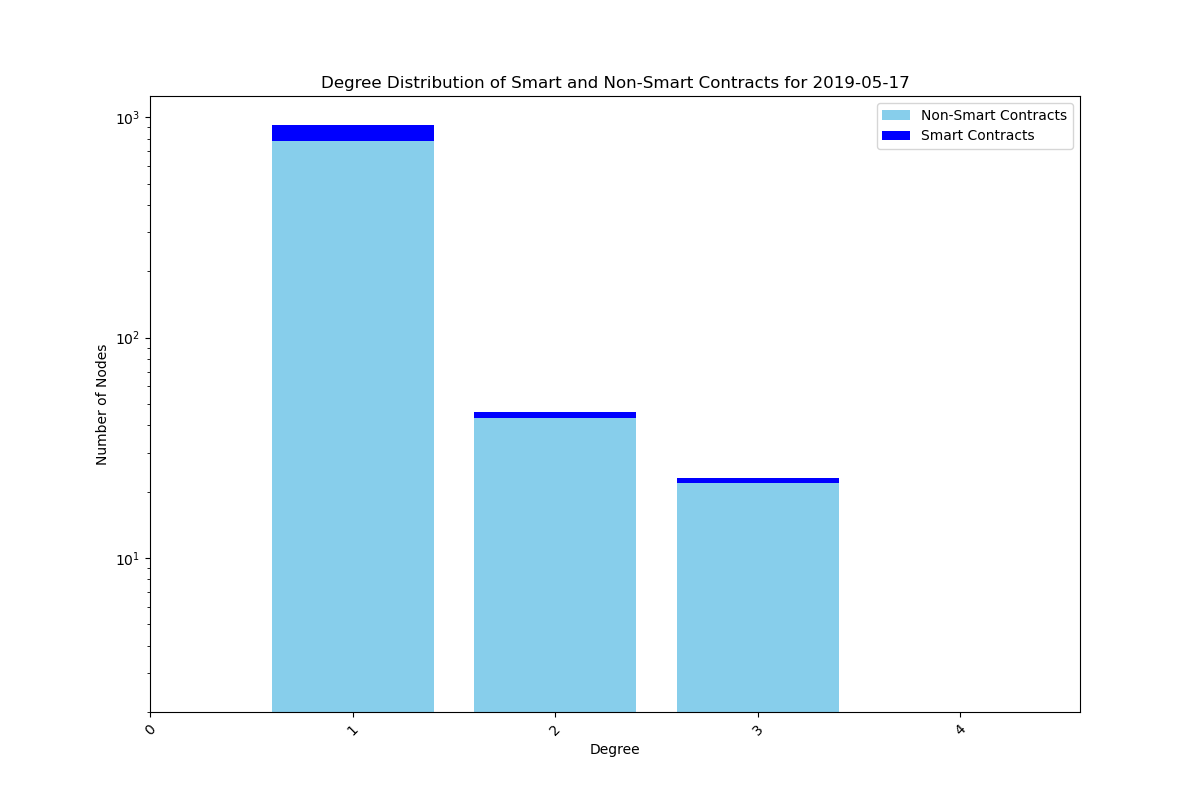 Degree Distribution of Smart and Non-Smart Contracts for 2019-05-17
Non-Smart Contracts
Smart Contracts
Number of Nodes
10³
10²
10¹
0
1
2
3
4
Degree